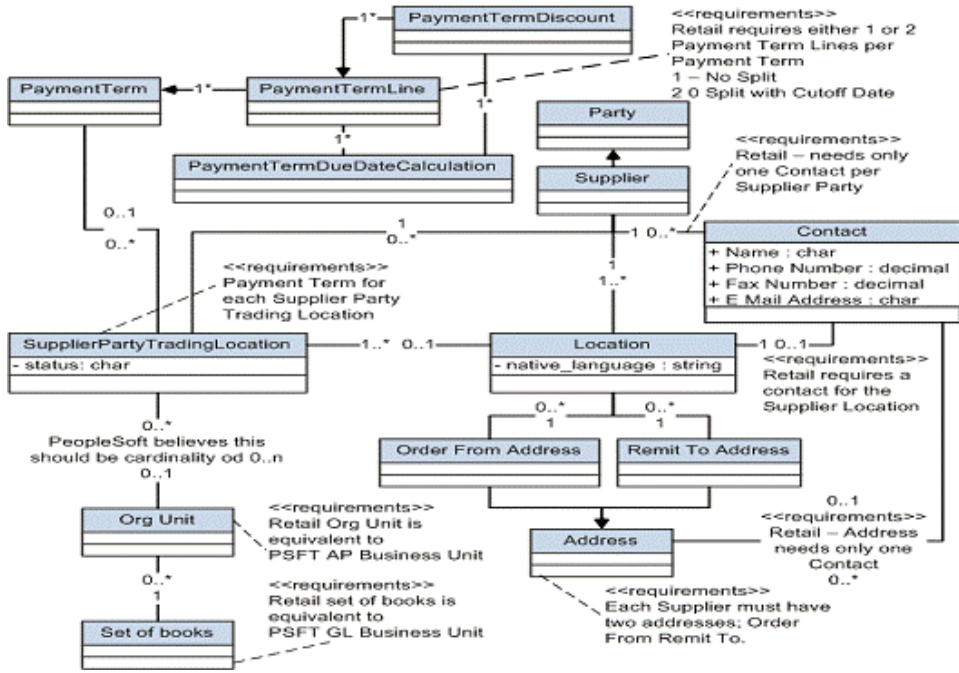 PaymentTermDiscount
<<requirements>>
Retail requires either 1 or 2
Payment Term Lines per
Payment Term
1 – No Split
2 0 Split with Cutoff Date
1*
PaymentTerm
1*
PaymentTermLine
1*
1*
PaymentTermDueDateCalculation
Party
Supplier
<<requirements>>
Retail – needs only
one Contact per
Supplier Party
0..1
0..*
1
0..*
1 0..*
Contact
+ Name : char
+ Phone Number : decimal
+ Fax Number : decimal
+ E Mail Address : char
<<requirements>>
Payment Term for
each Supplier Party
Trading Location
1
1..*
SupplierPartyTradingLocation
- status: char
1..* 0..1
Location
- native_language : string
1 0..1
<<requirements>>
Retail requires a
contact for the
Supplier Location
0..*
PeopleSoft believes this
should be cardinality od 0..n
0..1
0..*
1
0..*
1
Order From Address
Remit To Address
Org Unit
<<requirements>>
Retail Org Unit is
equivalent to
PSFT AP Business Unit
Address
0..1
<<requirements>>
Retail – Address
needs only one
Contact
0..*
0..*
1
<<requirements>>
Retail set of books is
equivalent to
PSFT GL Business Unit
<<requirements>>
Each Supplier must have
two addresses; Order
From Remit To.
Set of books